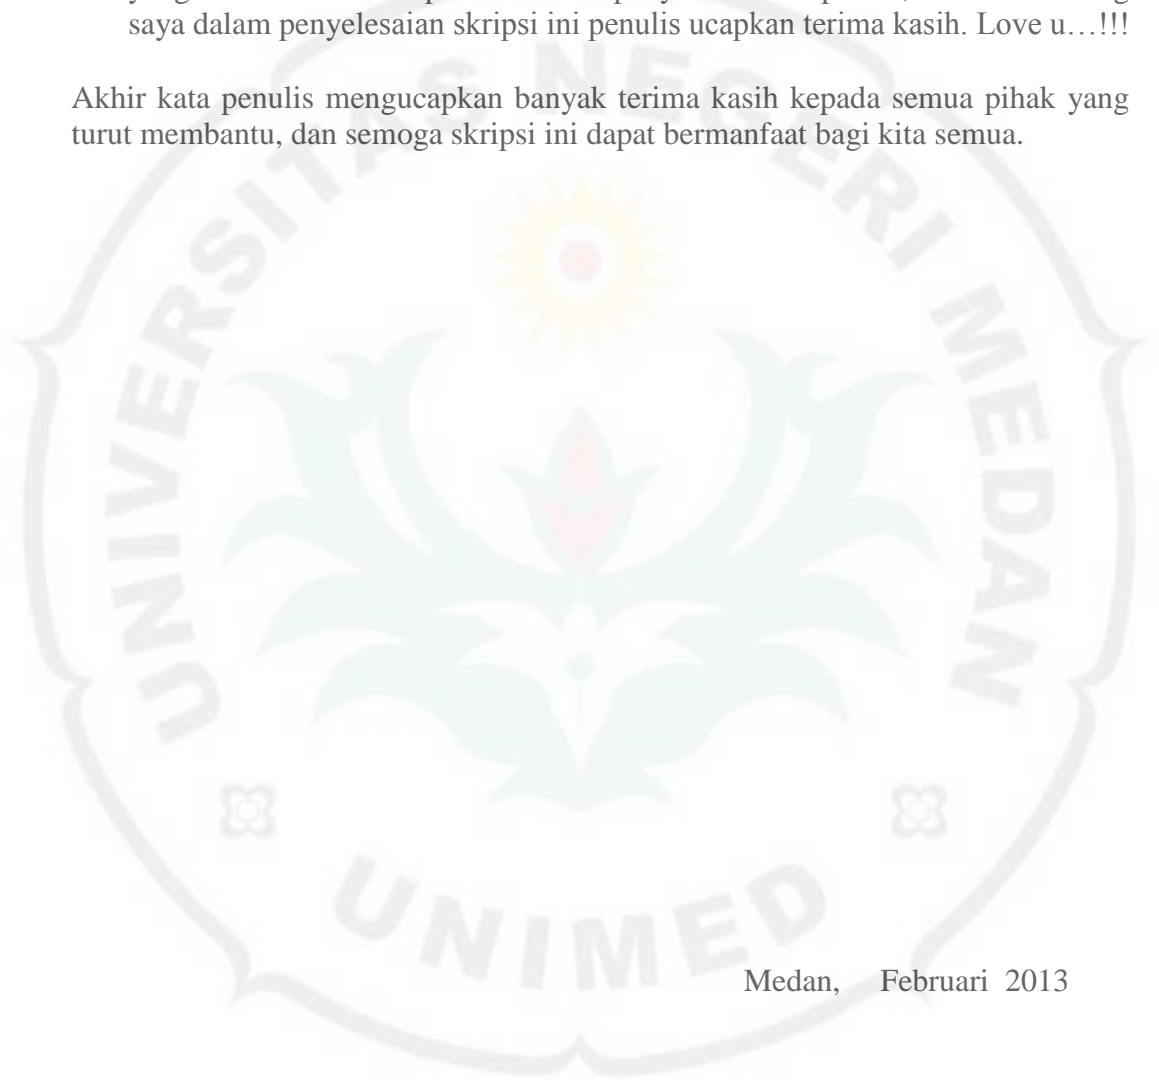 saya dalam penyelesaian skripsi ini penulis ucapkan terima kasih. Love u…!!!
Akhir kata penulis mengucapkan banyak terima kasih kepada semua pihak yang
turut membantu, dan semoga skripsi ini dapat bermanfaat bagi kita semua.
UNIVERSITAS NEGERI MEDAN
UNIMED
Medan, Februari 2013